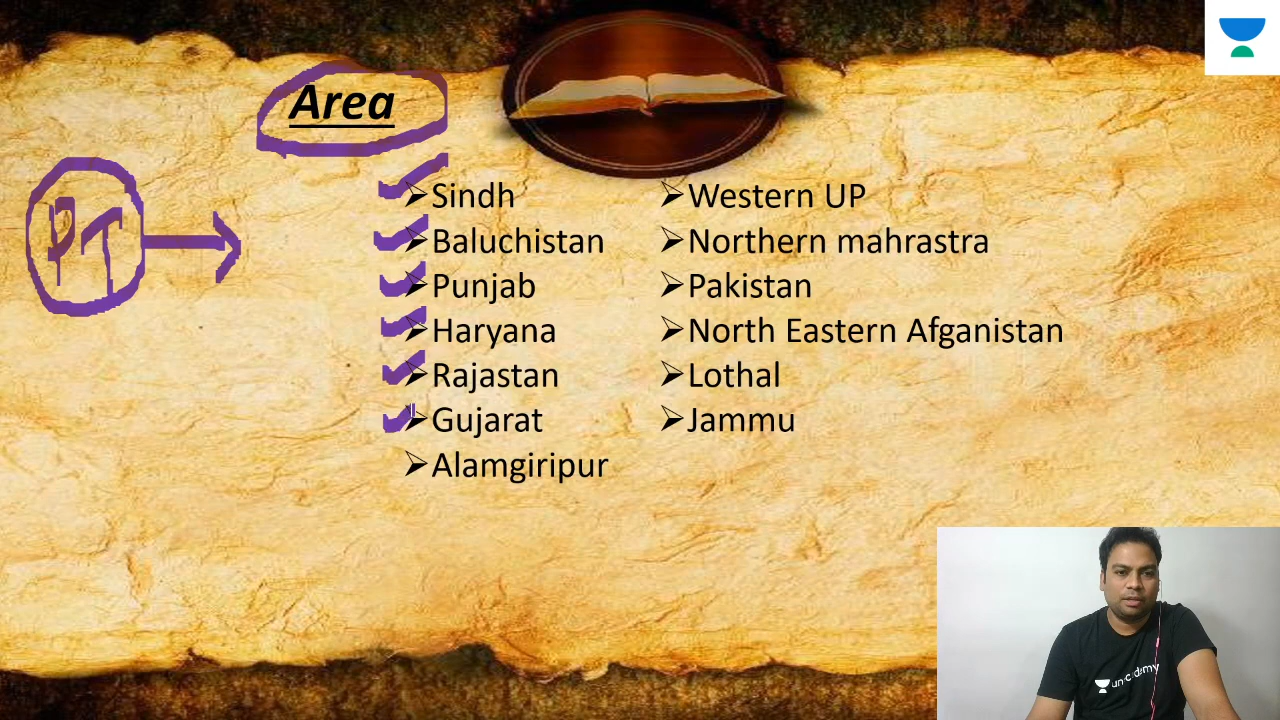 Area
PT
Sindh
Baluchistan
Punjab
Haryana
Rajastan
Gujarat
Alamgiripur
Western UP
Northern mahrastra
Pakistan
North Eastern Afganistan
Lothal
Jammu
unacademy